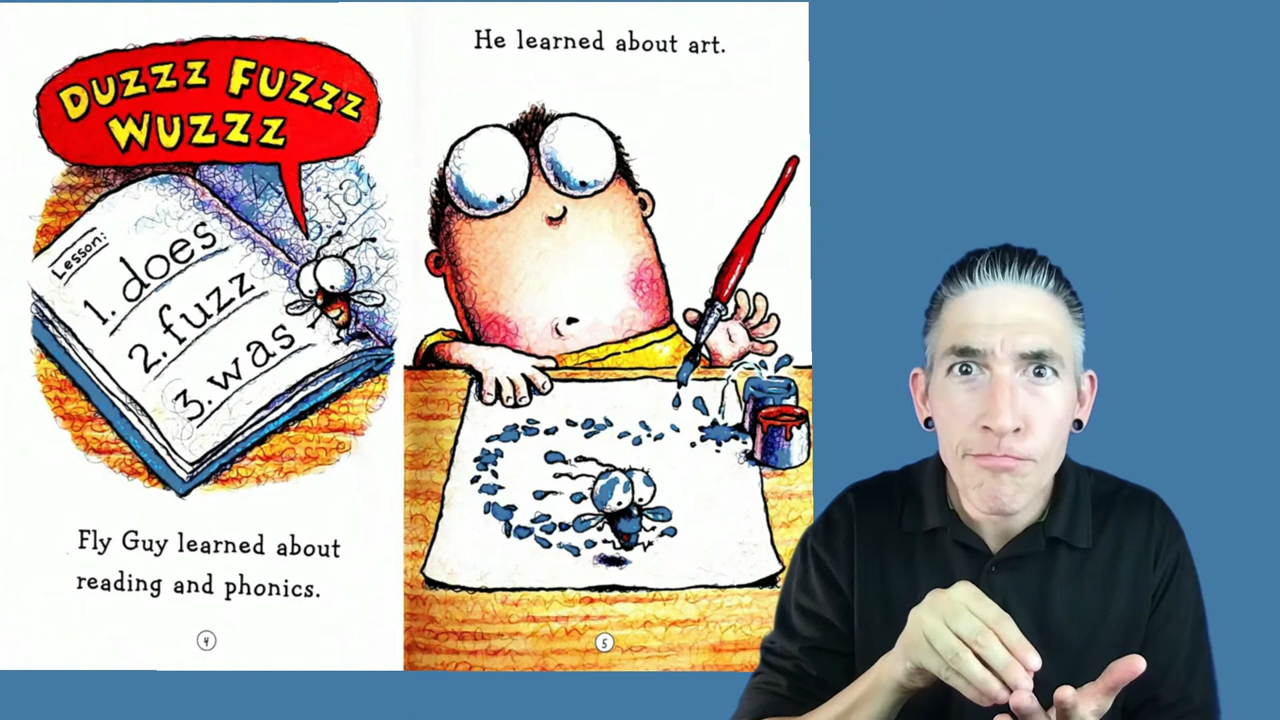 DUZZZ FUZZZ
WUZZZ
Lesson:
1. does
2. fuzz
3. was
Fly Guy learned about
reading and phonics.
4
He learned about art.
5